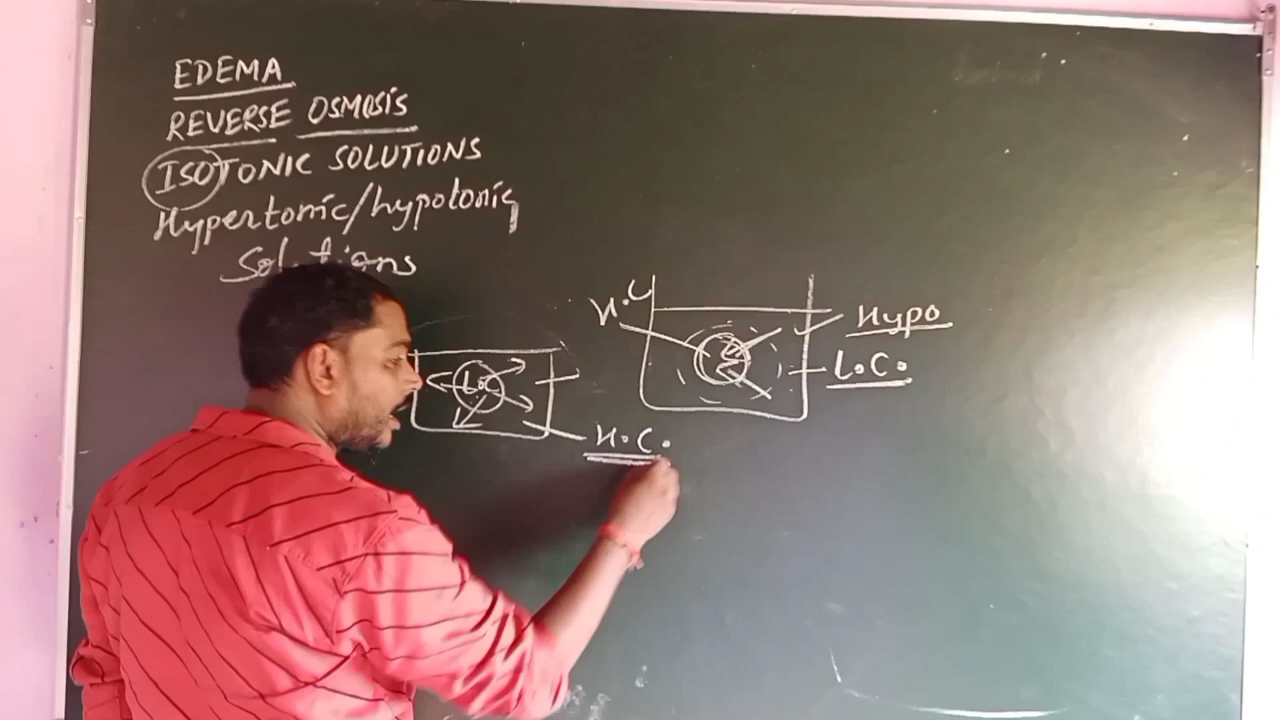 EDEMA
REVERSE OSMOSIS
ISOTONIC SOLUTIONS
Hypertonic/hypotonic
Solutions
H.C
Hypo
L.C.
L.C
H.C.